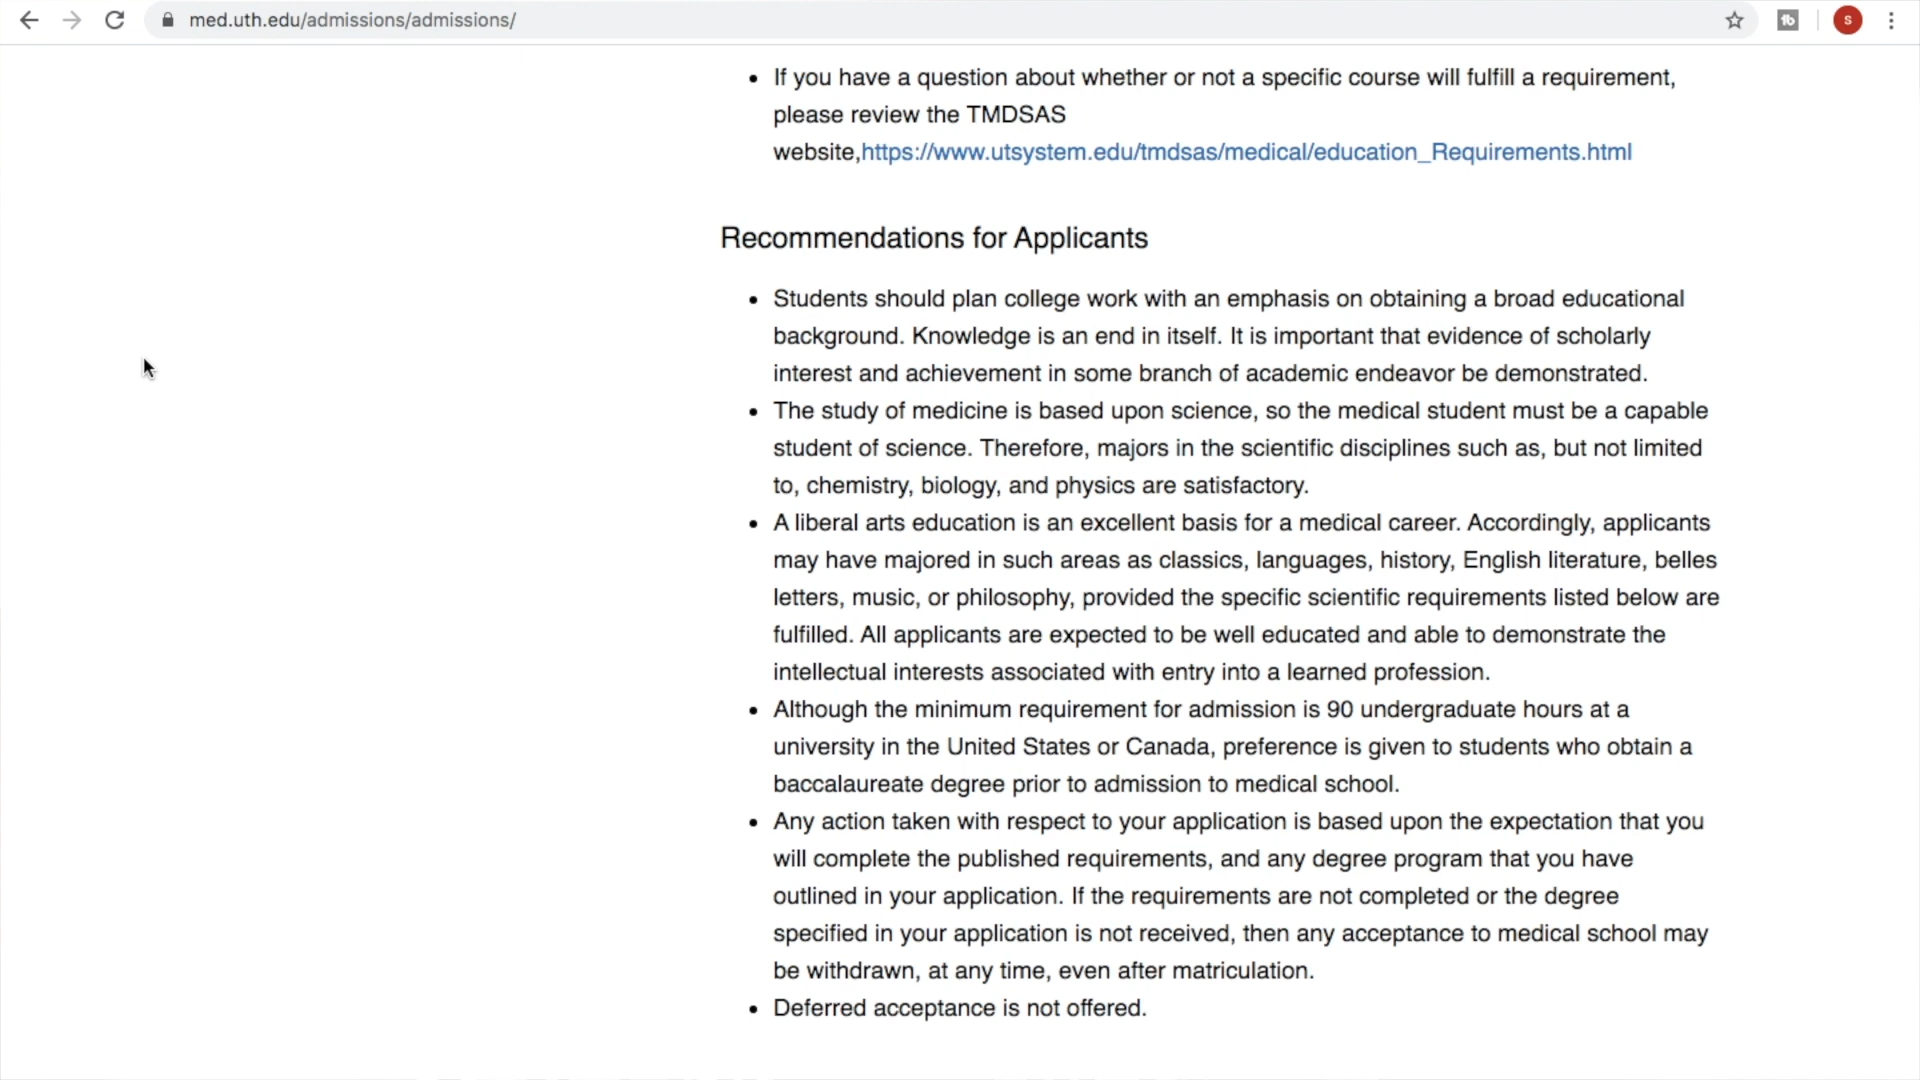 med.uth.edu/admissions/admissions/
S
• If you have a question about whether or not a specific course will fulfill a requirement,
please review the TMDSAS
website,https://www.utsystem.edu/tmdsas/medical/education_Requirements.html
Recommendations for Applicants
• Students should plan college work with an emphasis on obtaining a broad educational
background. Knowledge is an end in itself. It is important that evidence of scholarly
interest and achievement in some branch of academic endeavor be demonstrated.
• The study of medicine is based upon science, so the medical student must be a capable
student of science. Therefore, majors in the scientific disciplines such as, but not limited
to, chemistry, biology, and physics are satisfactory.
• A liberal arts education is an excellent basis for a medical career. Accordingly, applicants
may have majored in such areas as classics, languages, history, English literature, belles
letters, music, or philosophy, provided the specific scientific requirements listed below are
fulfilled. All applicants are expected to be well educated and able to demonstrate the
intellectual interests associated with entry into a learned profession.
• Although the minimum requirement for admission is 90 undergraduate hours at a
university in the United States or Canada, preference is given to students who obtain a
baccalaureate degree prior to admission to medical school.
• Any action taken with respect to your application is based upon the expectation that you
will complete the published requirements, and any degree program that you have
outlined in your application. If the requirements are not completed or the degree
specified in your application is not received, then any acceptance to medical school may
be withdrawn, at any time, even after matriculation.
• Deferred acceptance is not offered.